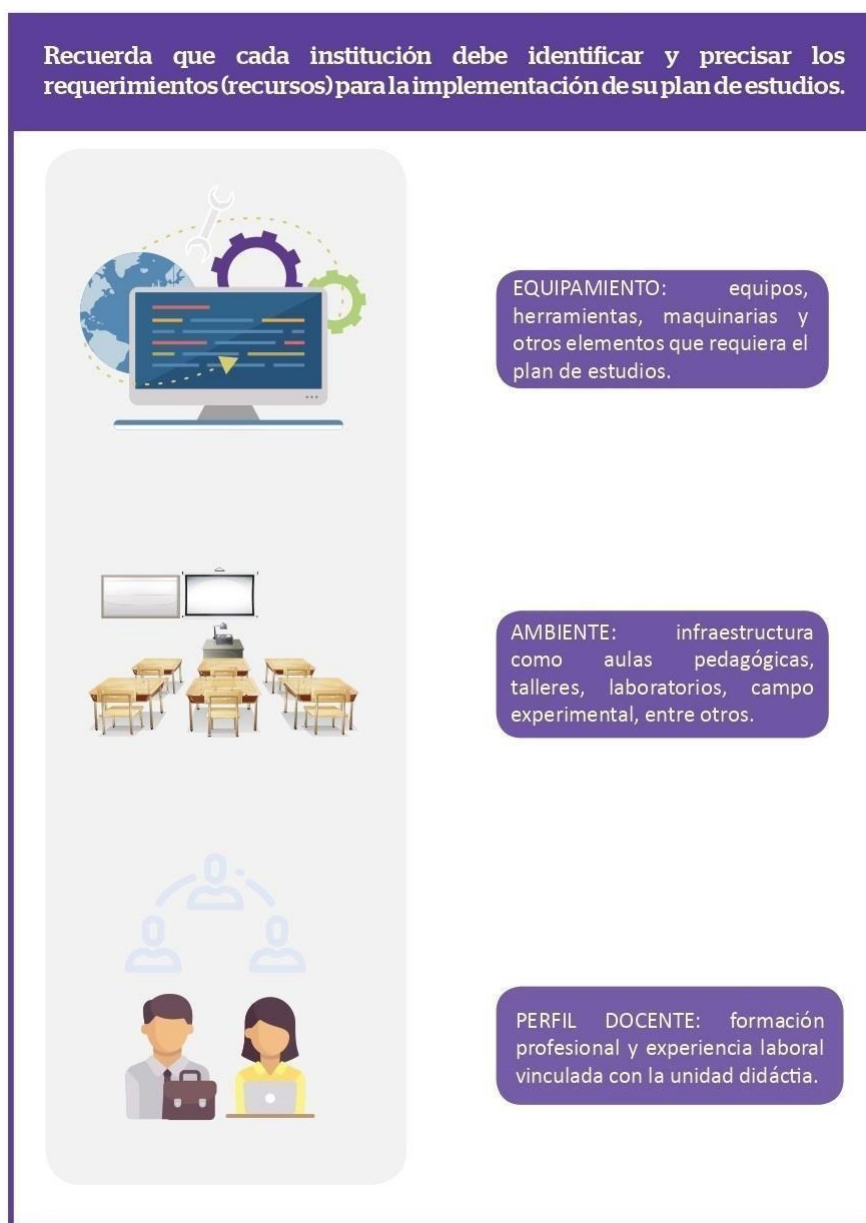 Recuerda que cada institución debe identificar y precisar los
requerimientos (recursos) para la implementación de su plan de estudios.
EQUIPAMIENTO: equipos,
herramientas, maquinarias y
otros elementos que requiera el
plan de estudios.
AMBIENTE: infraestructura
como aulas pedagógicas,
talleres, laboratorios, campo
experimental, entre otros.
PERFIL DOCENTE: formación
profesional y experiencia laboral
vinculada con la unidad didáctia.